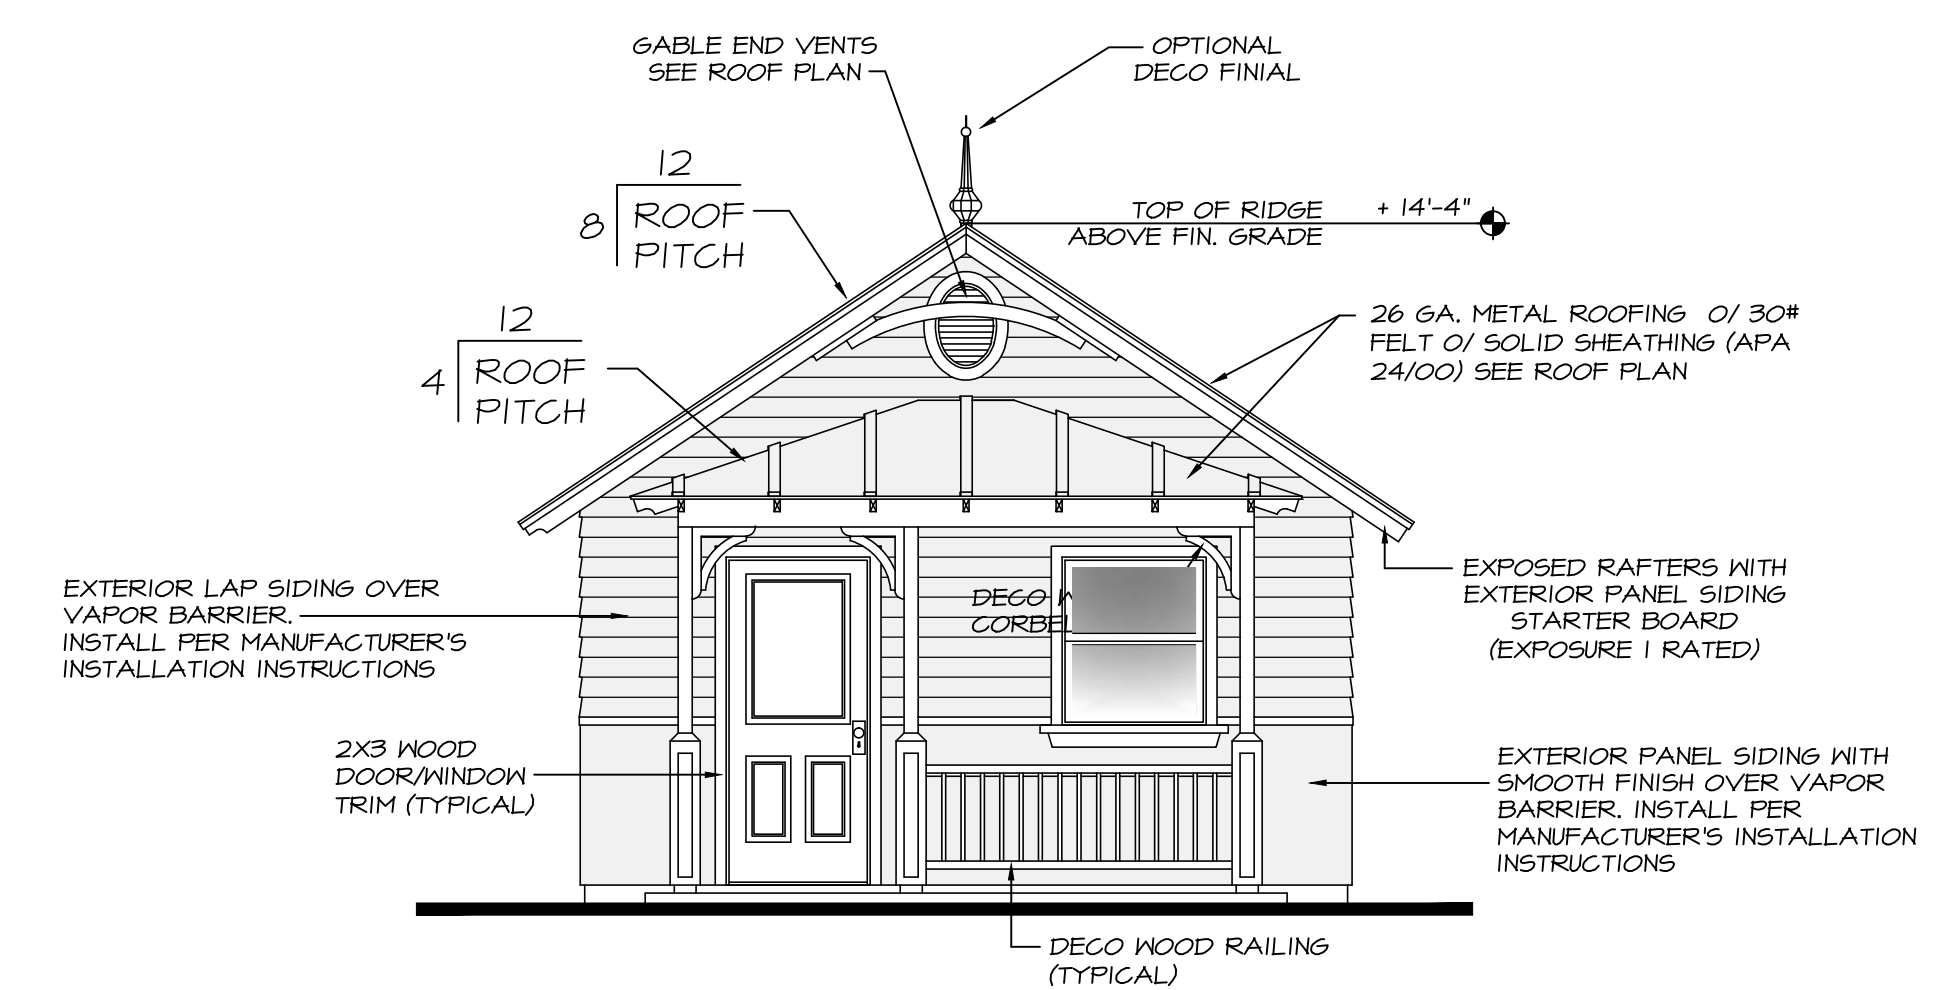 GABLE END VENTS
SEE ROOF PLAN
OPTIONAL
DECO FINIAL
12
8
ROOF
PITCH
TOP OF RIDGE + 14'-4"
ABOVE FIN. GRADE
12
4
ROOF
PITCH
26 GA. METAL ROOFING O/ 30#
FELT O/ SOLID SHEATHING (APA
24/00) SEE ROOF PLAN
EXTERIOR LAP SIDING OVER
VAPOR BARRIER.
INSTALL PER MANUFACTURER'S
INSTALLATION INSTRUCTIONS
DECO
EXPOSED RAFTERS WITH
EXTERIOR PANEL SIDING
STARTER BOARD
(EXPOSURE 1 RATED)
2X3 WOOD
DOOR/WINDOW
TRIM (TYPICAL)
EXTERIOR PANEL SIDING WITH
SMOOTH FINISH OVER VAPOR
BARRIER. INSTALL PER
MANUFACTURER'S INSTALLATION
INSTRUCTIONS
DECO WOOD RAILING
(TYPICAL)